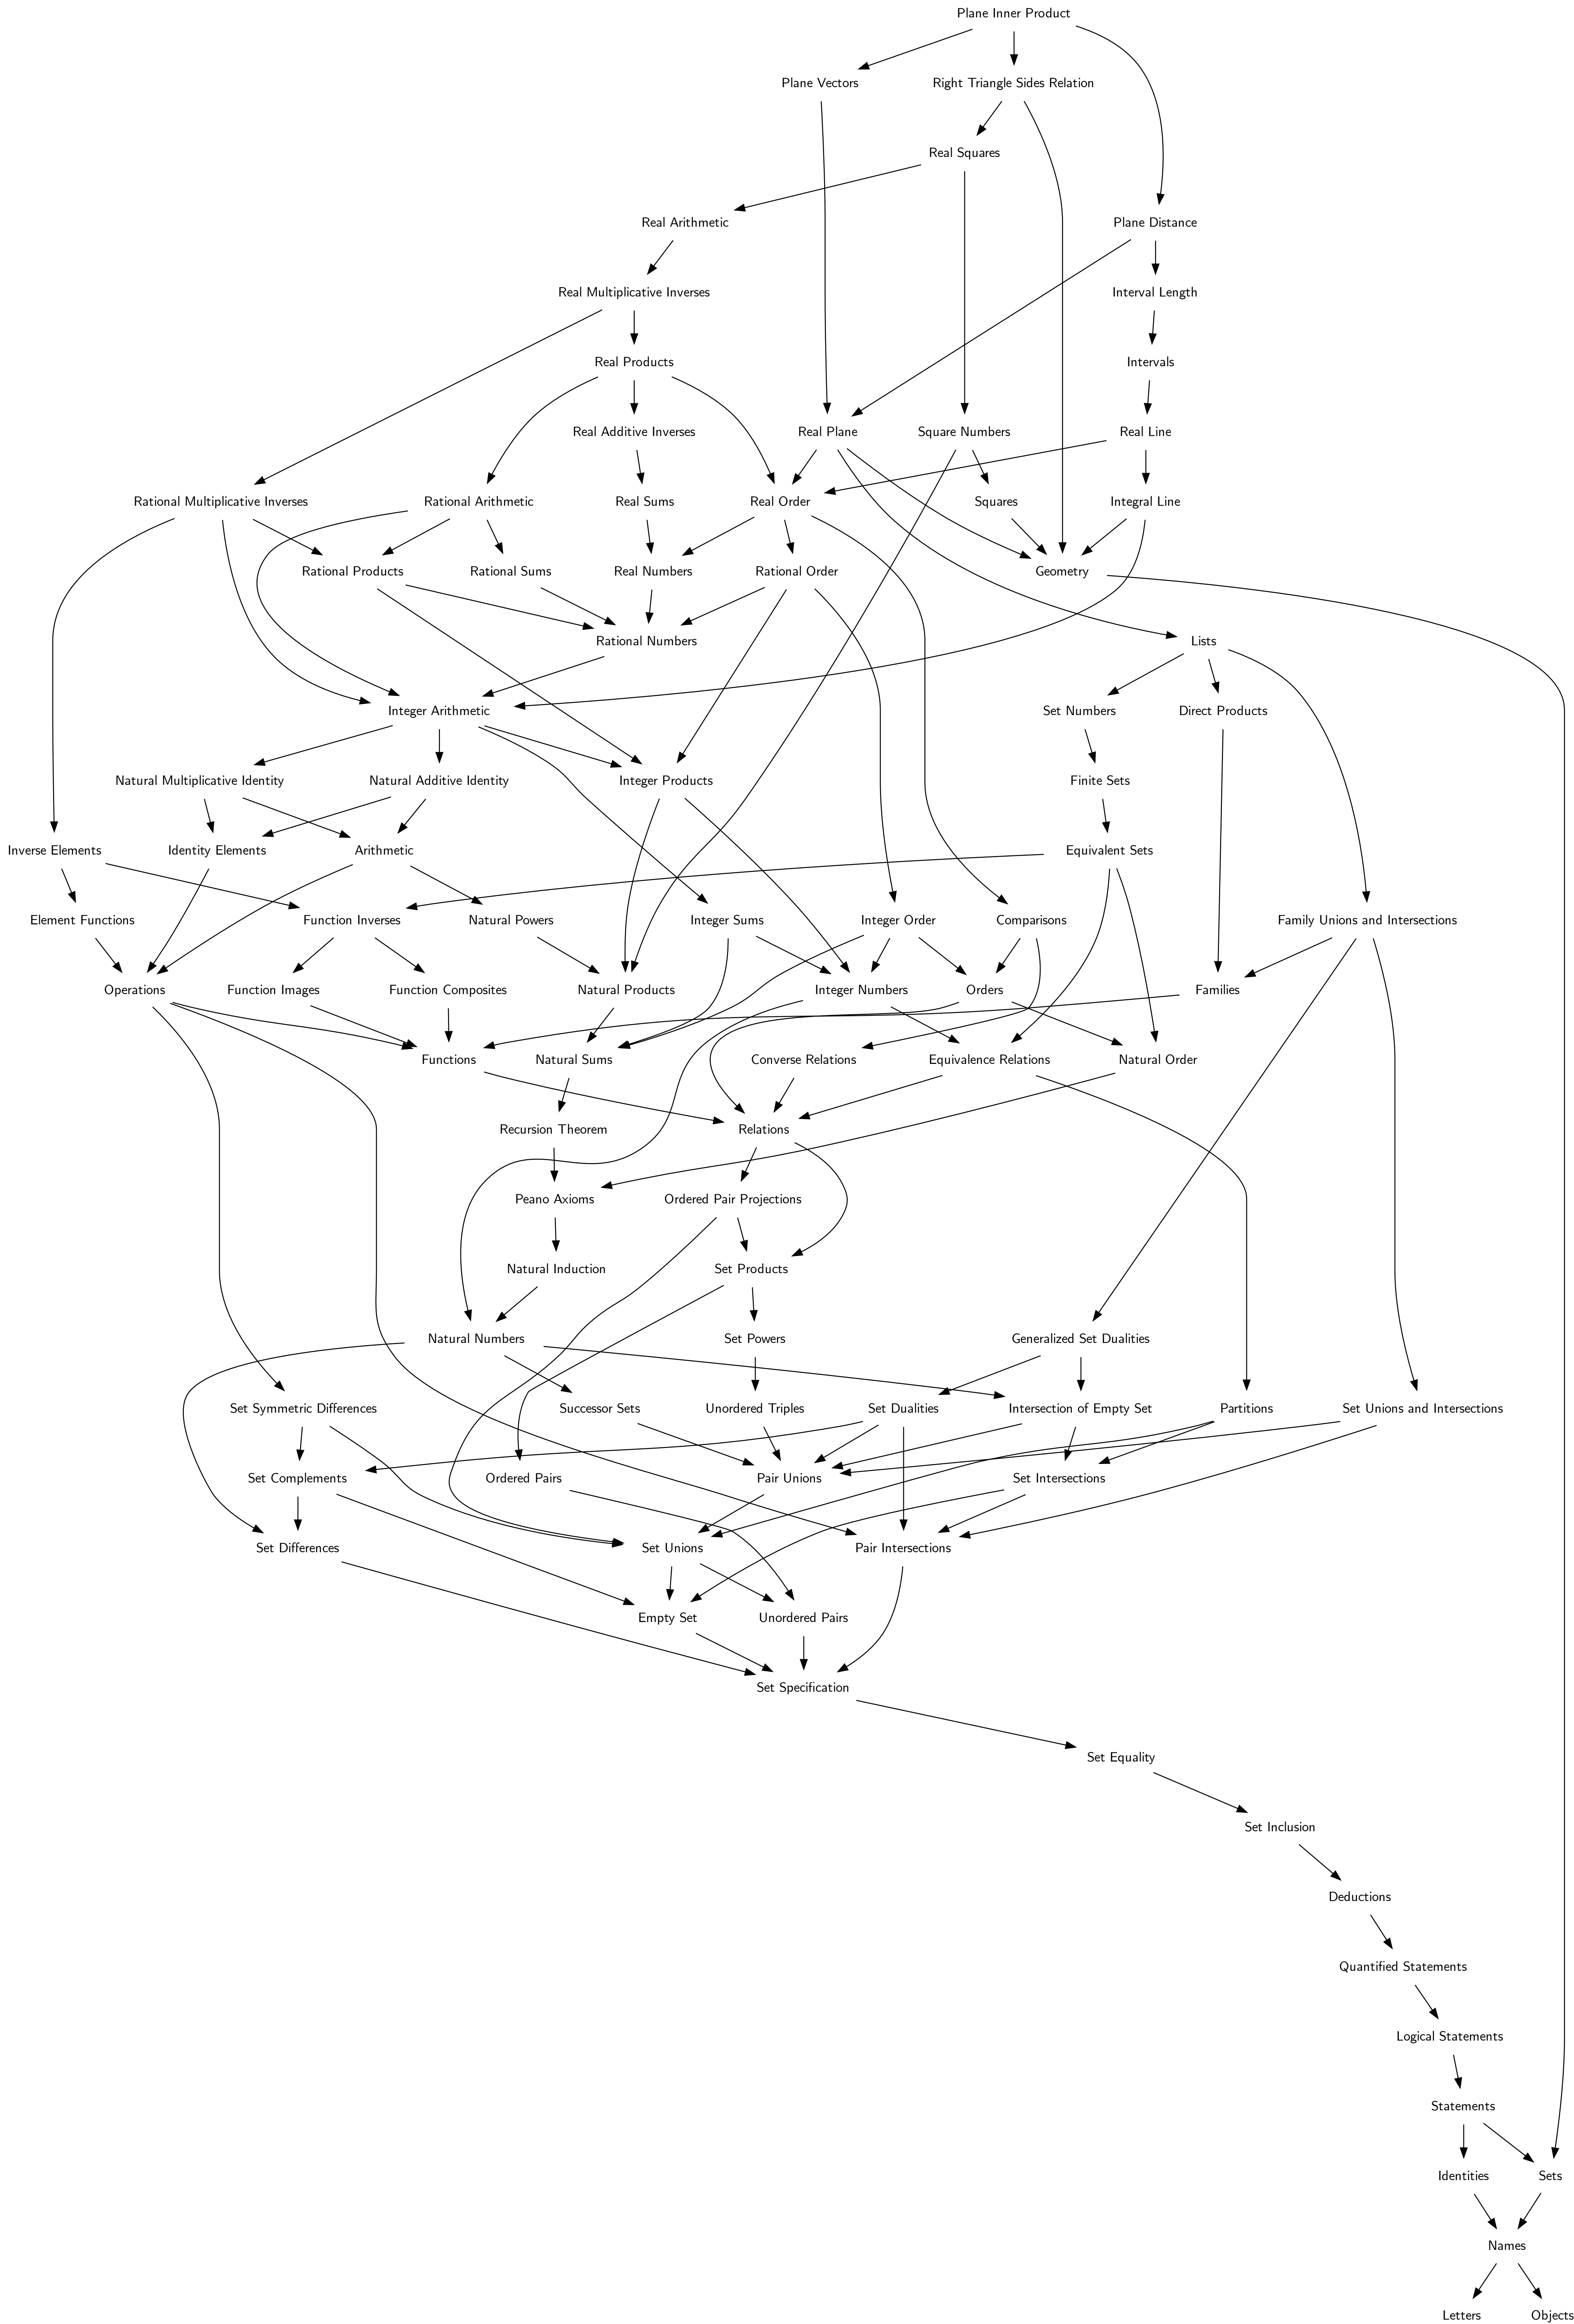 Plane Inner Product
Plane Vectors
Right Triangle Sides Relation
Real Squares
Real Arithmetic
Plane Distance
Real Multiplicative Inverses
Interval Length
Real Products
Intervals
Real Additive Inverses
Real Plane
Square Numbers
Real Line
Rational Multiplicative Inverses
Rational Arithmetic
Real Sums
Real Order
Squares
Integral Line
Rational Products
Rational Sums
Real Numbers
Rational Order
Geometry
Rational Numbers
Lists
Integer Arithmetic
Set Numbers
Direct Products
Natural Multiplicative Identity
Natural Additive Identity
Integer Products
Finite Sets
Inverse Elements
Identity Elements
Arithmetic
Equivalent Sets
Element Functions
Function Inverses
Natural Powers
Integer Sums
Integer Order
Comparisons
Family Unions and Intersections
Operations
Function Images
Function Composites
Natural Products
Integer Numbers
Orders
Families
Functions
Natural Sums
Converse Relations
Equivalence Relations
Natural Order
Recursion Theorem
Relations
Peano Axioms
Ordered Pair Projections
Natural Induction
Set Products
Natural Numbers
Set Powers
Generalized Set Dualities
Set Symmetric Differences
Successor Sets
Unordered Triples
Set Dualities
Intersection of Empty Set
Partitions
Set Unions and Intersections
Set Complements
Ordered Pairs
Pair Unions
Set Intersections
Set Differences
Set Unions
Pair Intersections
Empty Set
Unordered Pairs
Set Specification
Set Equality
Set Inclusion
Deductions
Quantified Statements
Logical Statements
Statements
Identities
Sets
Names
Letters
Objects